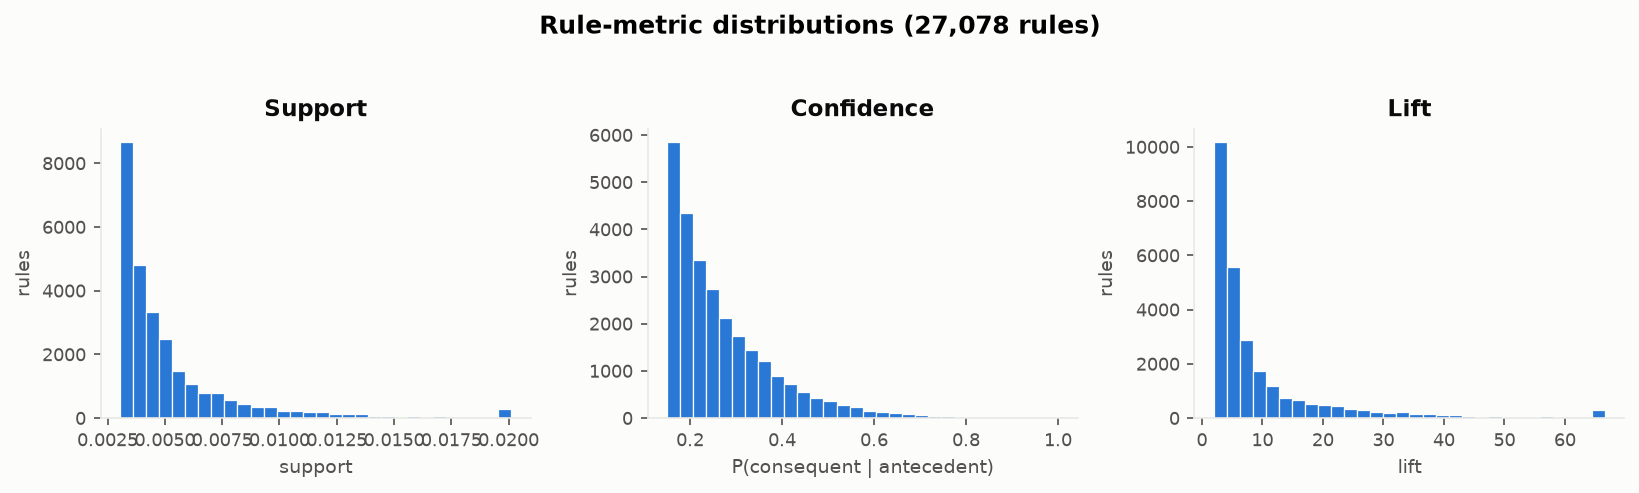 Rule-metric distributions (27,078 rules)
Support
Confidence
Lift
8000
6000
4000
2000
0
rules
0.0025 0.0050 0.0075 0.0100 0.0125 0.0150 0.0175 0.0200
support
6000
5000
4000
3000
2000
1000
0
rules
0.2 0.4 0.6 0.8 1.0
P(consequent | antecedent)
10000
8000
6000
4000
2000
0
rules
0 10 20 30 40 50 60
lift